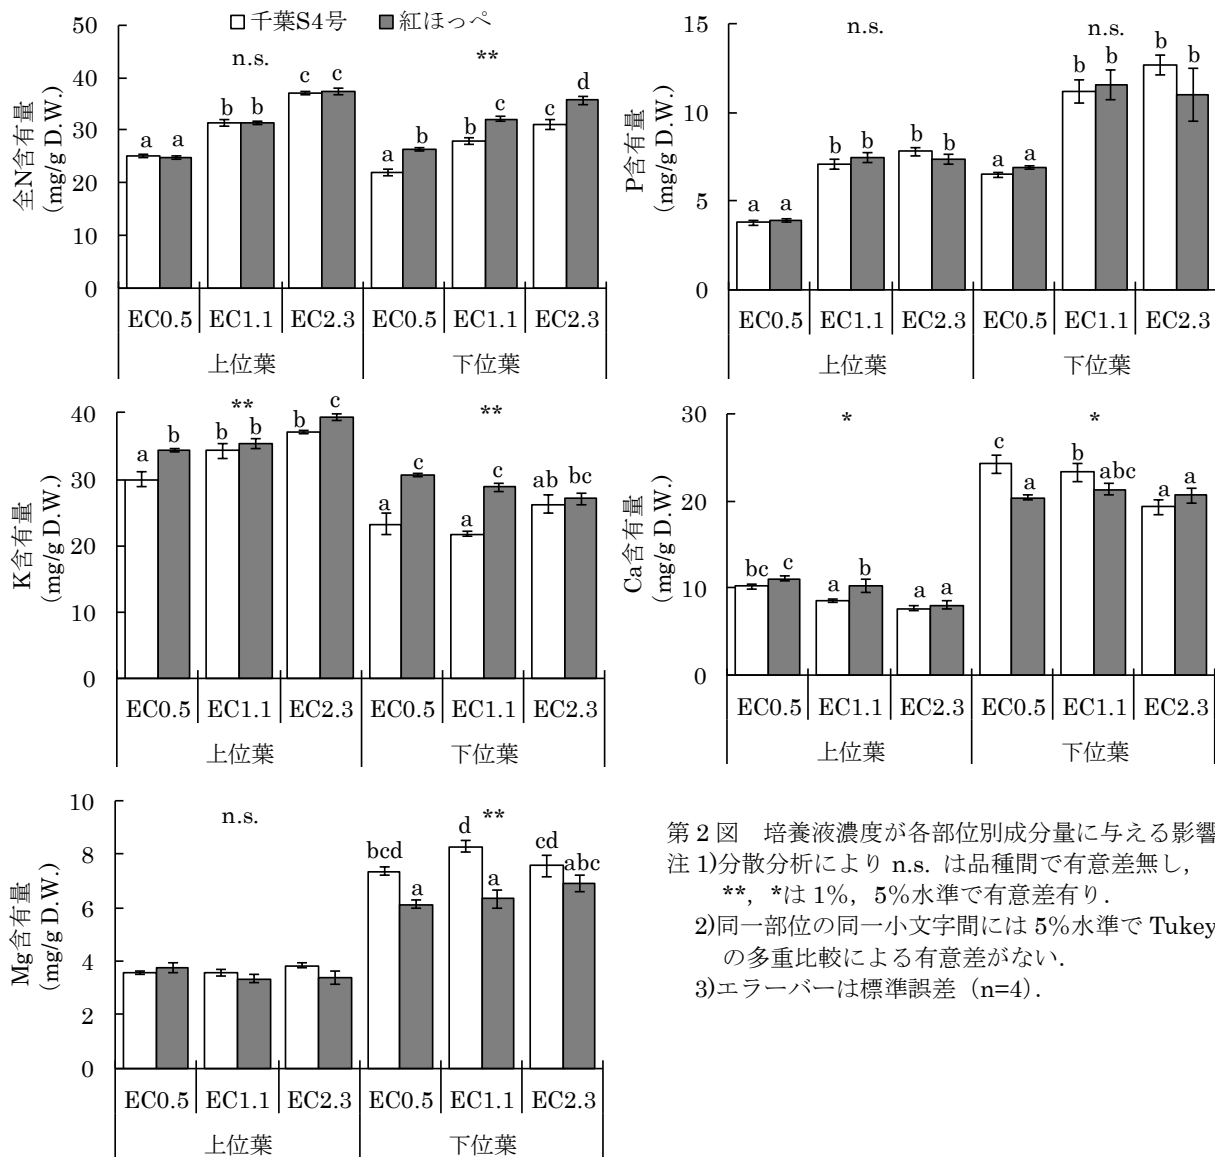 千葉S4号 紅ほっぺ
全N含有量
(mg/g D.W.)
50
40
30
20
10
0
n.s.
**
a a b b c c a b b c c d
EC0.5 EC1.1 EC2.3 EC0.5 EC1.1 EC2.3
上位葉 下位葉
P含有量
(mg/g D.W.)
15
10
5
0
n.s.
n.s.
a a b b b b a a b b b b
EC0.5 EC1.1 EC2.3 EC0.5 EC1.1 EC2.3
上位葉 下位葉
K含有量
(mg/g D.W.)
40
30
20
10
0
**
**
a b b b b c a c a c ab bc
EC0.5 EC1.1 EC2.3 EC0.5 EC1.1 EC2.3
上位葉 下位葉
Ca含有量
(mg/g D.W.)
30
20
10
0
*
*
bc c a b a a c a b abc a a
EC0.5 EC1.1 EC2.3 EC0.5 EC1.1 EC2.3
上位葉 下位葉
Mg含有量
(mg/g D.W.)
10
8
6
4
2
0
n.s.
**
bcd a d a cd abc
EC0.5 EC1.1 EC2.3 EC0.5 EC1.1 EC2.3
上位葉 下位葉
第2図 培養液濃度が各部位別成分量に与える影響
注 1)分散分析により n.s. は品種間で有意差無し,
**, *は 1%, 5%水準で有意差有り.
2)同一部位の同一小文字間には 5%水準で Tukey
の多重比較による有意差がない.
3)エラーバーは標準誤差 (n=4).